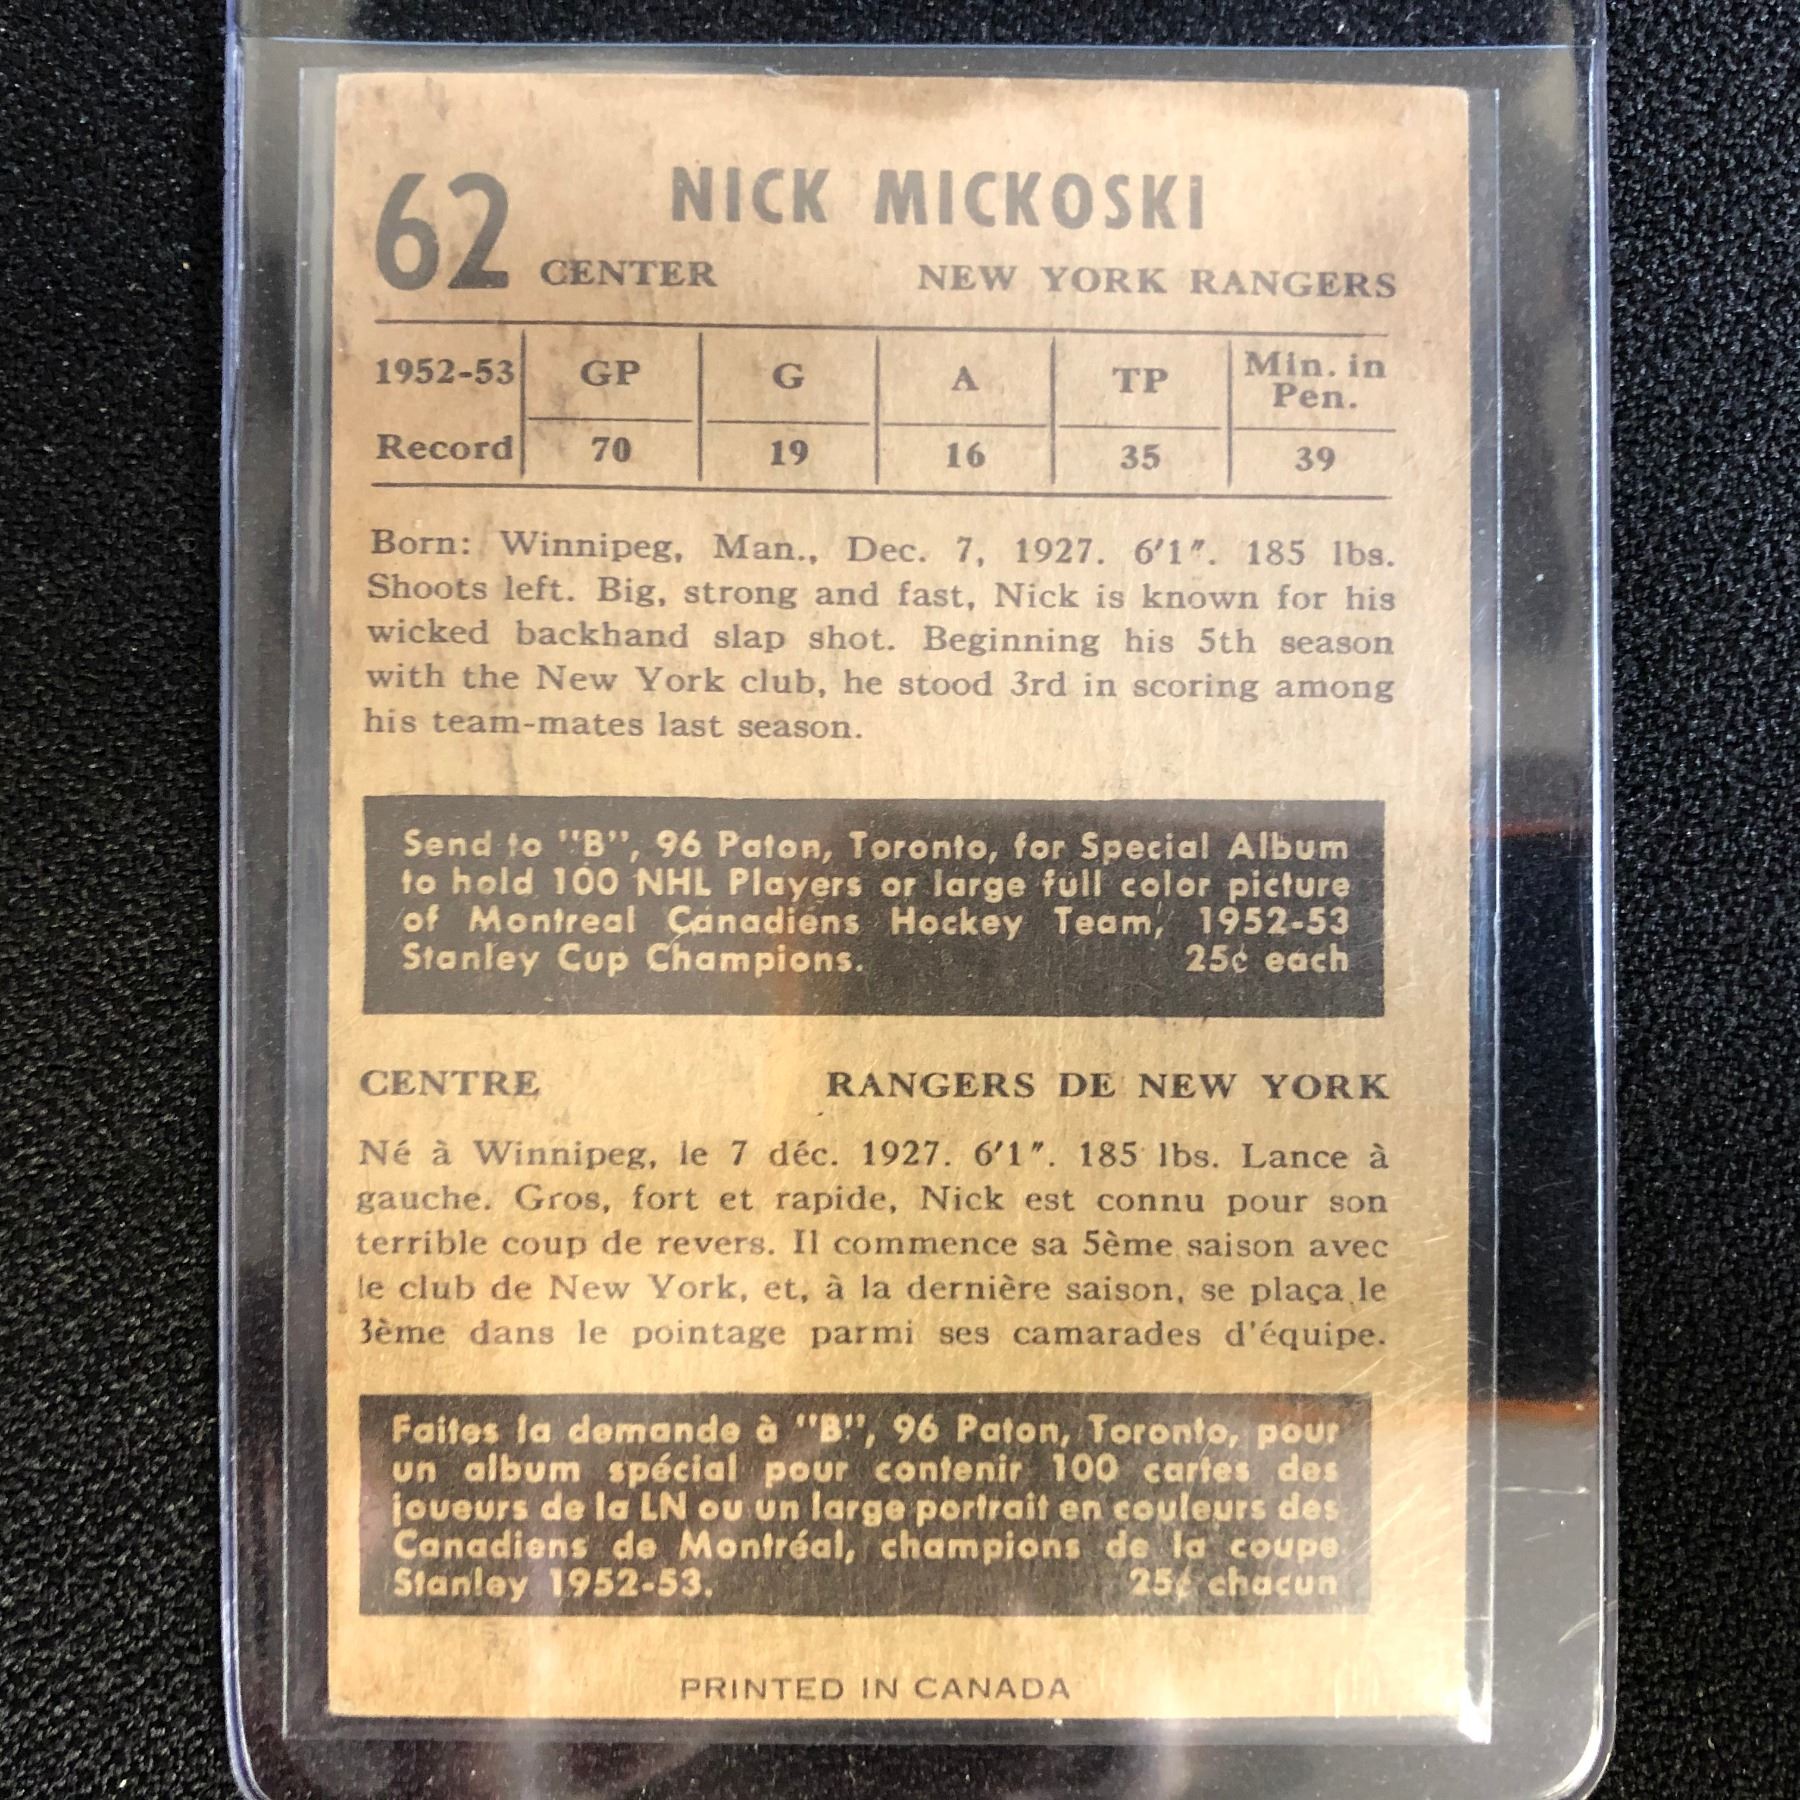 62 NICK MICKOSKI
CENTER NEW YORK RANGERS
1952-53 GP G A TP Min. in Pen.
Record 70 19 16 35 39
Born: Winnipeg, Man., Dec. 7, 1927. 6'1". 185 lbs.
Shoots left. Big, strong and fast, Nick is known for his
wicked backhand slap shot. Beginning his 5th season
with the New York club, he stood 3rd in scoring among
his team-mates last season.
Send to "B", 96 Paton, Toronto, for Special Album
to hold 100 NHL Players or large full color picture
of Montreal Canadiens Hockey Team, 1952-53
Stanley Cup Champions. 25¢ each
CENTRE RANGERS DE NEW YORK
Né à Winnipeg, le 7 déc. 1927. 6'1". 185 lbs. Lance à
gauche. Gros, fort et rapide, Nick est connu pour son
terrible coup de revers. Il commence sa 5ème saison avec
le club de New York, et, à la dernière saison, se plaça le
3ème dans le pointage parmi ses camarades d'équipe.
Faites la demande à "B", 96 Paton, Toronto, pour
un album spécial pour contenir 100 cartes des
joueurs de la LN ou un large portrait en couleurs des
Canadiens de Montréal, champions de la coupe
Stanley 1952-53. 25¢ chacun
PRINTED IN CANADA